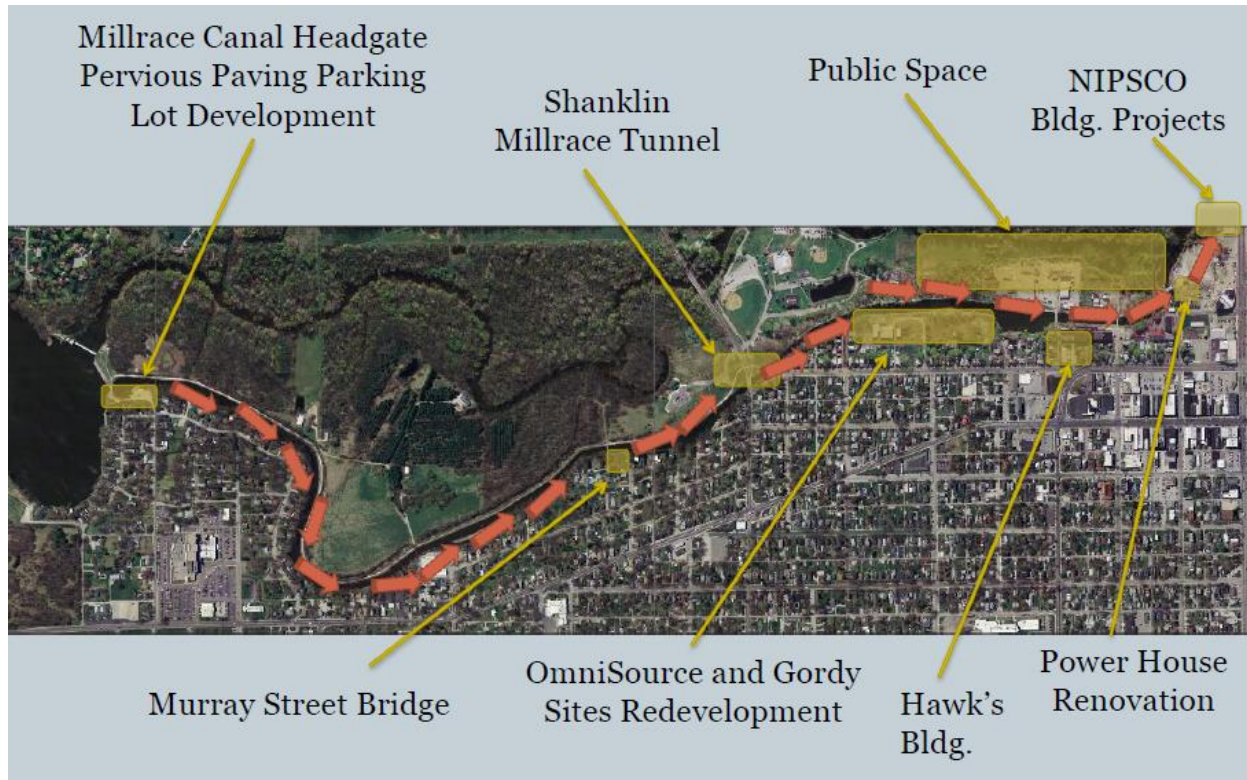 Millrace Canal Headgate
Pervious Paving Parking
Lot Development
Shanklin
Millrace Tunnel
Public Space
NIPSCO
Bldg. Projects
Murray Street Bridge
OmniSource and Gordy
Sites Redevelopment
Hawk’s
Bldg.
Power House
Renovation